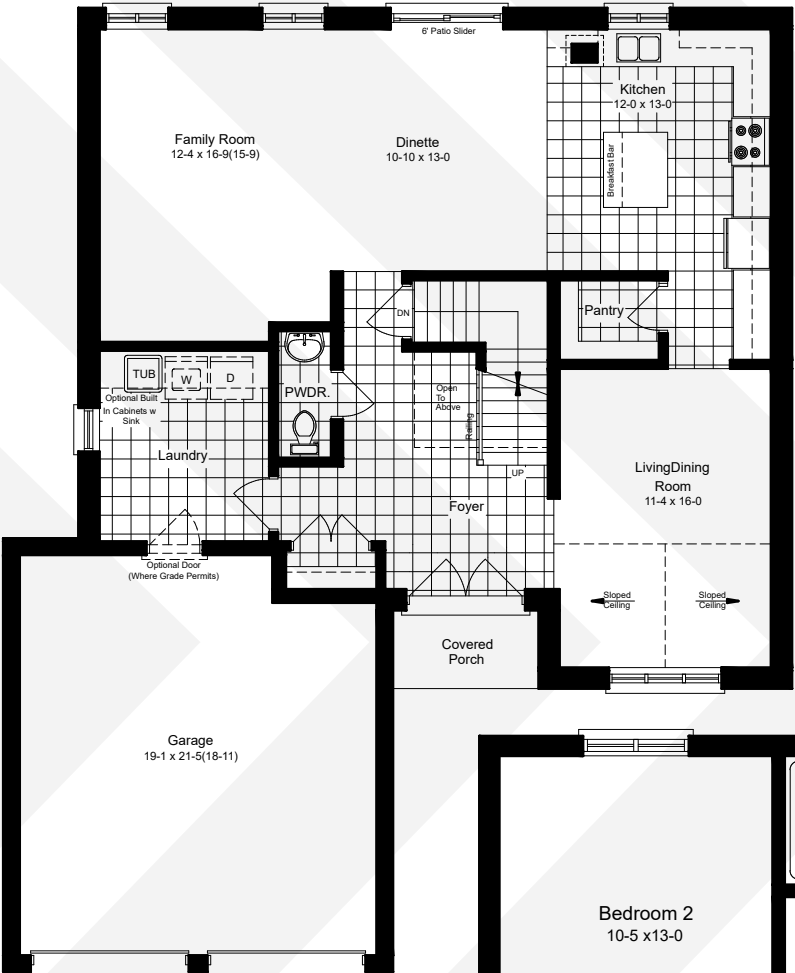 6' Patio Slider
Kitchen
12-0 x 13-0
Family Room
12-4 x 16-9(15-9)
Dinette
10-10 x 13-0
Breakfast Bar
DN
Pantry
TUB
W
D
PWDR.
Optional Built
In Cabinets w
Sink
Open
To
Above
Railing
Laundry
UP
LivingDining
Room
11-4 x 16-0
Foyer
Optional Door
(Where Grade Permits)
Sloped
Ceiling
Sloped
Ceiling
Covered
Porch
Garage
19-1 x 21-5(18-11)
Bedroom 2
10-5 x13-0